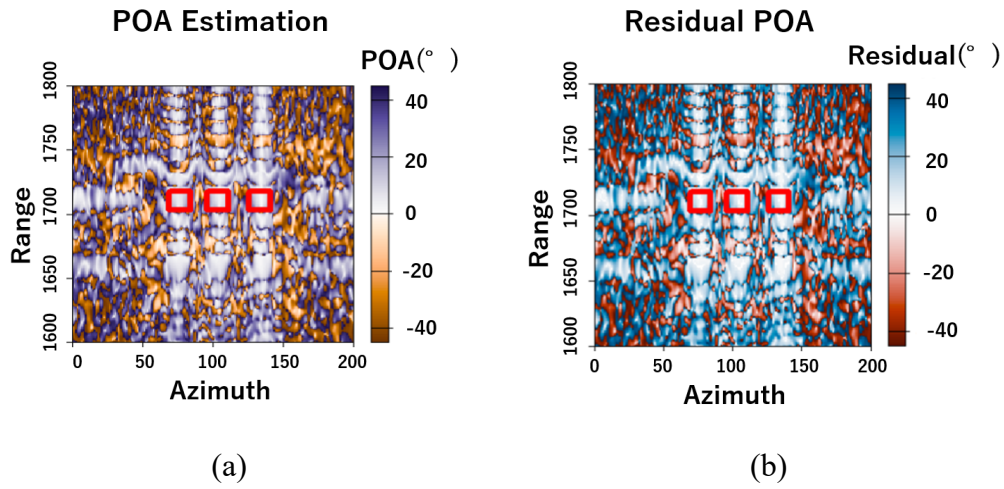 POA Estimation
POA(° )
40
20
0
-20
-40
Range
1800
1750
1700
1650
1600
0 50 100 150 200
Azimuth
(a)
Residual POA
Residual(° )
40
20
0
-20
-40
Range
1800
1750
1700
1650
1600
0 50 100 150 200
Azimuth
(b)